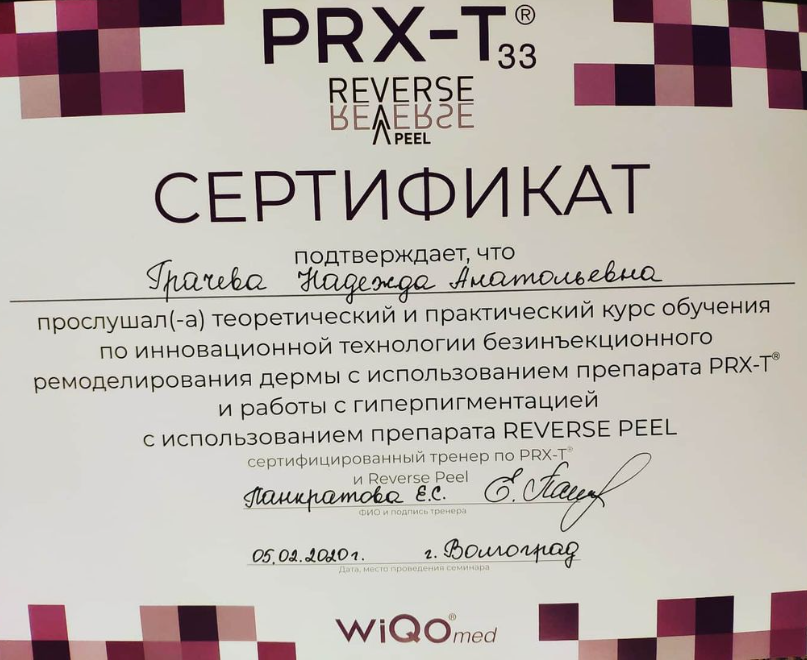 PRX-T®33
REVERSE
REVERSE
PEEL
СЕРТИФИКАТ
подтверждает, что
Грачева Надежда Анатольевна
прослушал(-а) теоретический и практический курс обучения
по инновационной технологии безинъекционного
ремоделирования дермы с использованием препарата PRX-T®
и работы с гиперпигментацией
с использованием препарата REVERSE PEEL
сертифицированный тренер по PRX-T®
и Reverse Peel
Панкратова Е.С.
ФИО и подпись тренера
05.02.2020г. г. Волгоград
Дата, место проведения семинара
WiQO®med